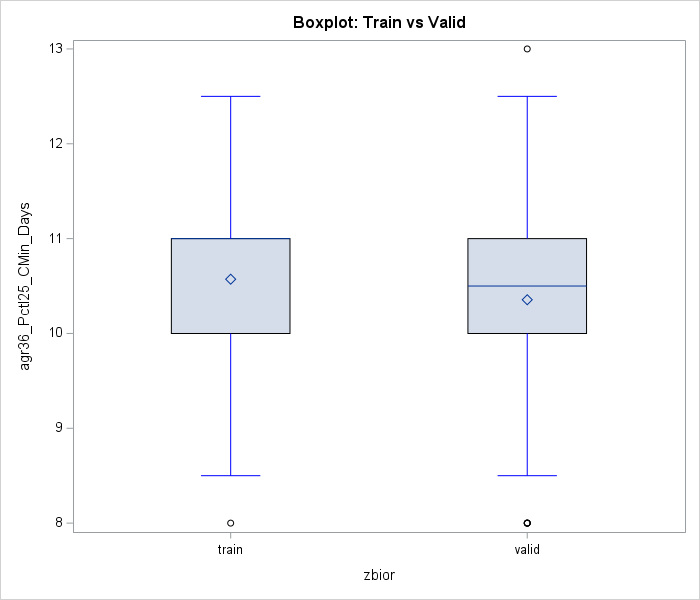 Boxplot: Train vs Valid
agr36_Pctl25_CMin_Days
13
12
11
10
9
8
train
valid
zbior